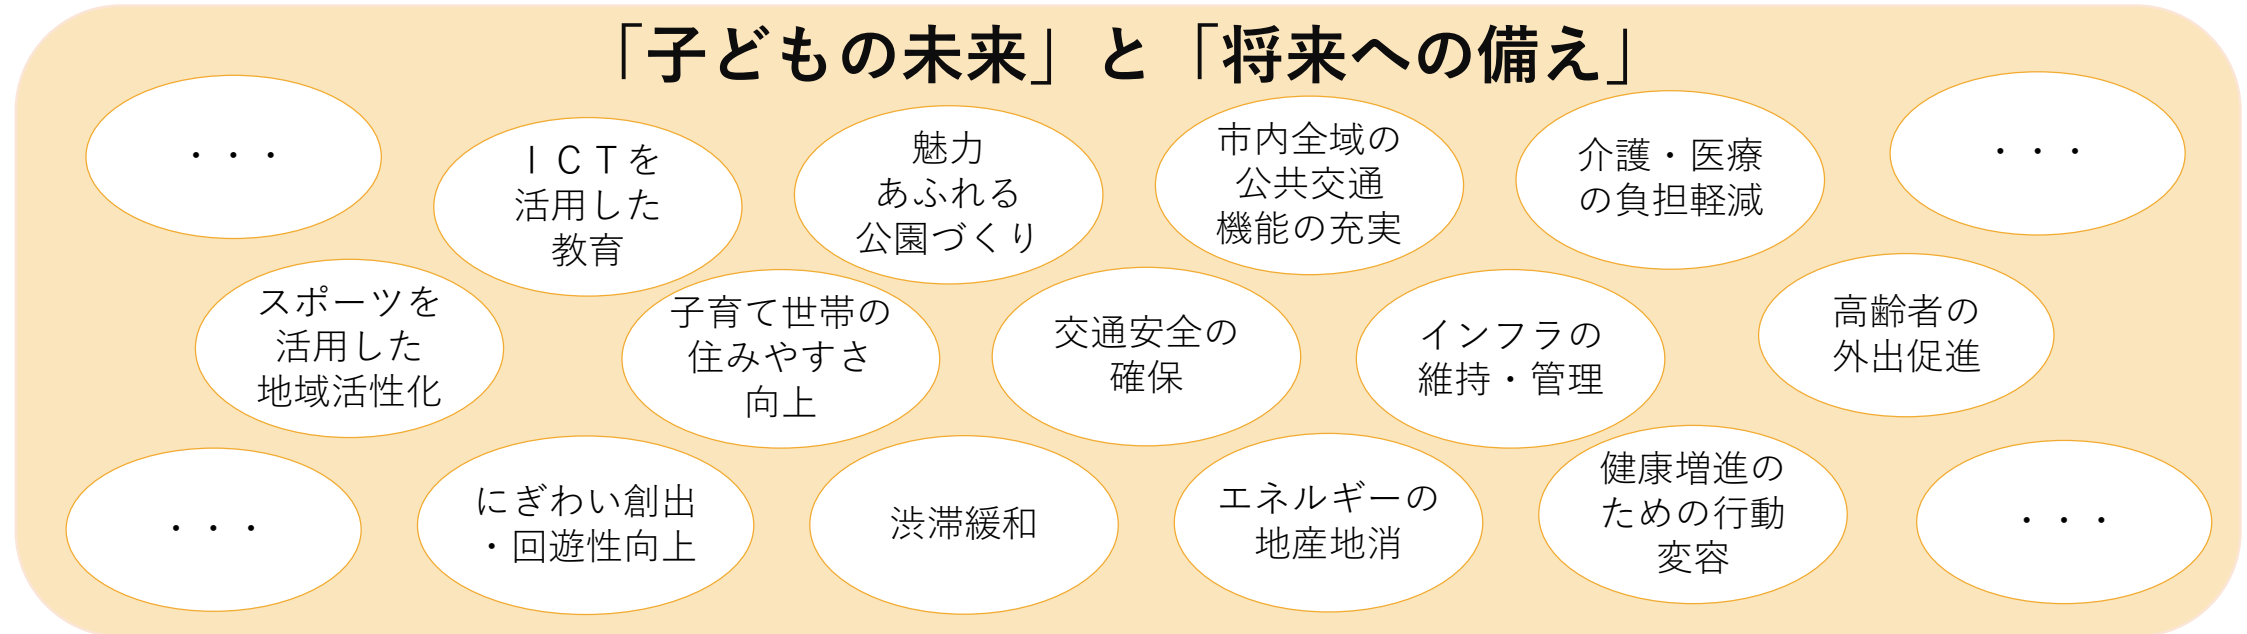 「子どもの未来」と「将来への備え」
・・・
ＩＣＴを
活用した
教育
魅力
あふれる
公園づくり
市内全域の
公共交通
機能の充実
介護・医療
の負担軽減
・・・
スポーツを
活用した
地域活性化
子育て世帯の
住みやすさ
向上
交通安全の
確保
インフラの
維持・管理
高齢者の
外出促進
・・・
にぎわい創出
・回遊性向上
渋滞緩和
エネルギーの
地産地消
健康増進の
ための行動
変容
・・・